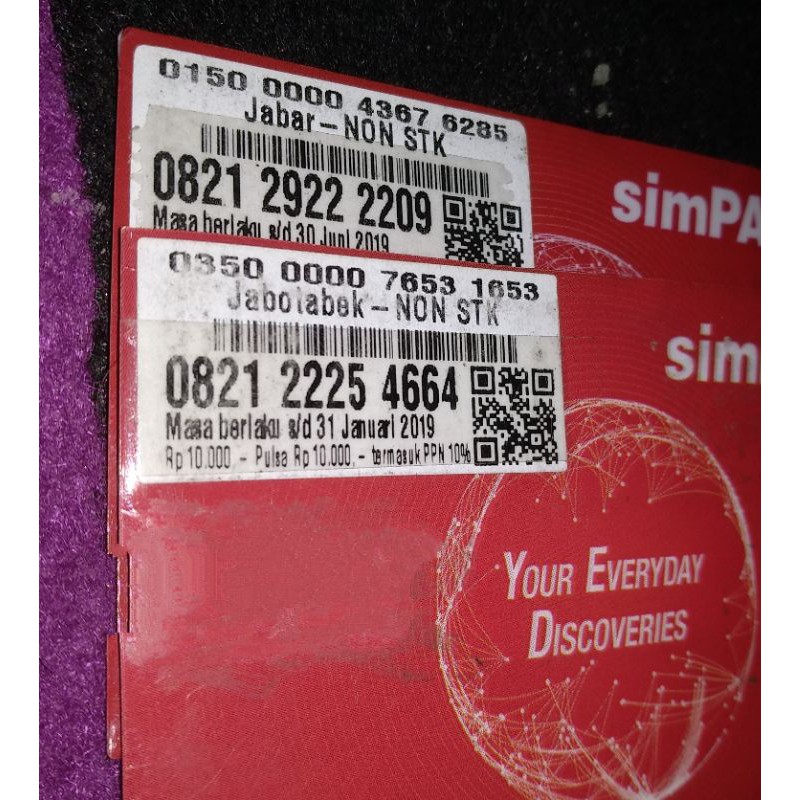 0150 0000 4367 6285
Jabar - NON STK
0821 2922 2209
Masa berlaku s/d 30 Juni 2019
simPA
0350 0000 7653 1653
Jabotabek - NON STK
0821 2225 4664
Masa berlaku s/d 31 Januari 2019
Rp 10.000,- Pulsa Rp 10.000,- termasuk PPN 10%
sim
YOUR EVERYDAY
DISCOVERIES